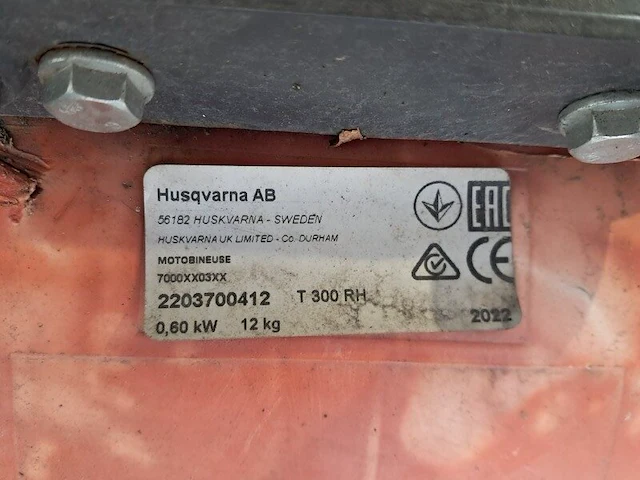 Husqvarna AB
56182 HUSKVARNA - SWEDEN
HUSKVARNA UK LIMITED - Co. DURHAM
MOTOBINEUSE
7000XX03XX
2203700412 T 300 RH
0,60 kW 12 kg
EAC
CE
2022